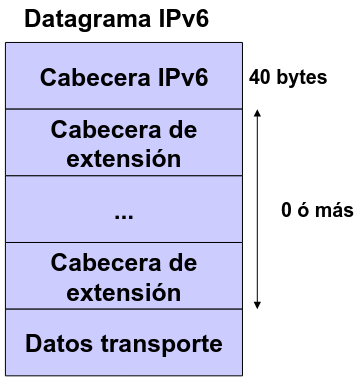 Datagrama IPv6
Cabecera IPv6
40 bytes
Cabecera de
extensión
...
0 ó más
Cabecera de
extensión
Datos transporte